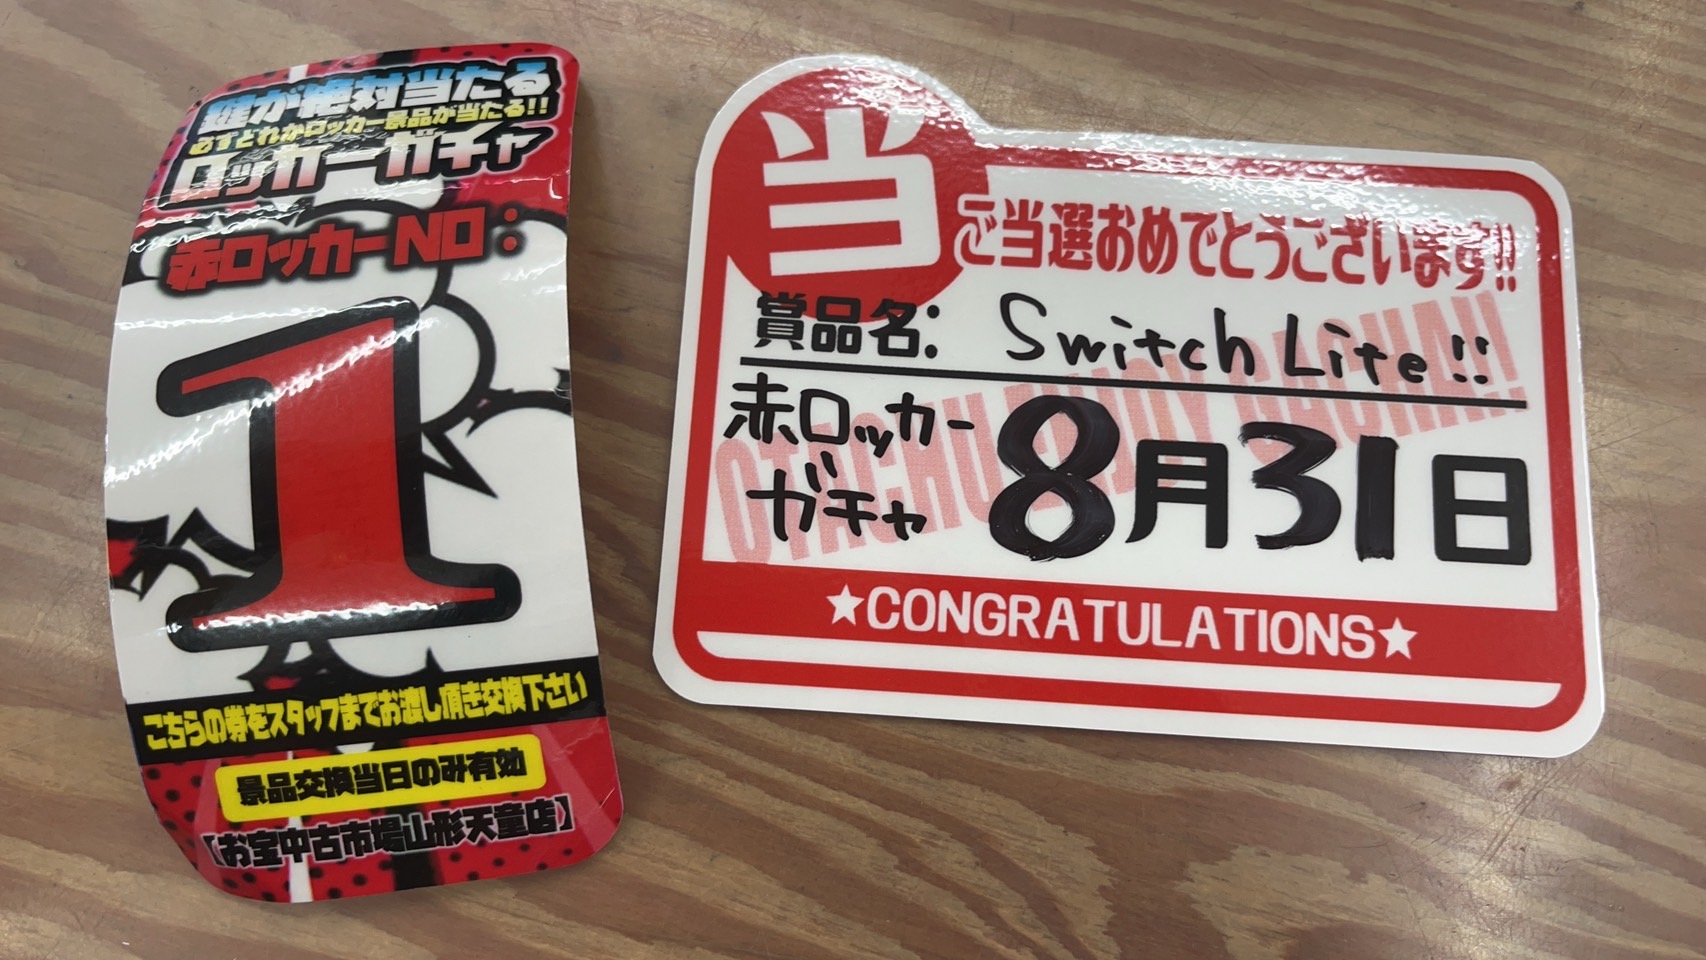 鍵が絶対当たる
必ずどれかロッカー景品が当たる!!
ロッカーガチャ
赤ロッカーNO:
1
こちらの券をスタッフまでお渡し頂き交換下さい
景品交換当日のみ有効
【お宝中古市場山形天童店】
当
ご当選おめでとうございます!!
賞品名: Switch Lite!!
赤ロッカー
ガチャ
8月31日
★CONGRATULATIONS★